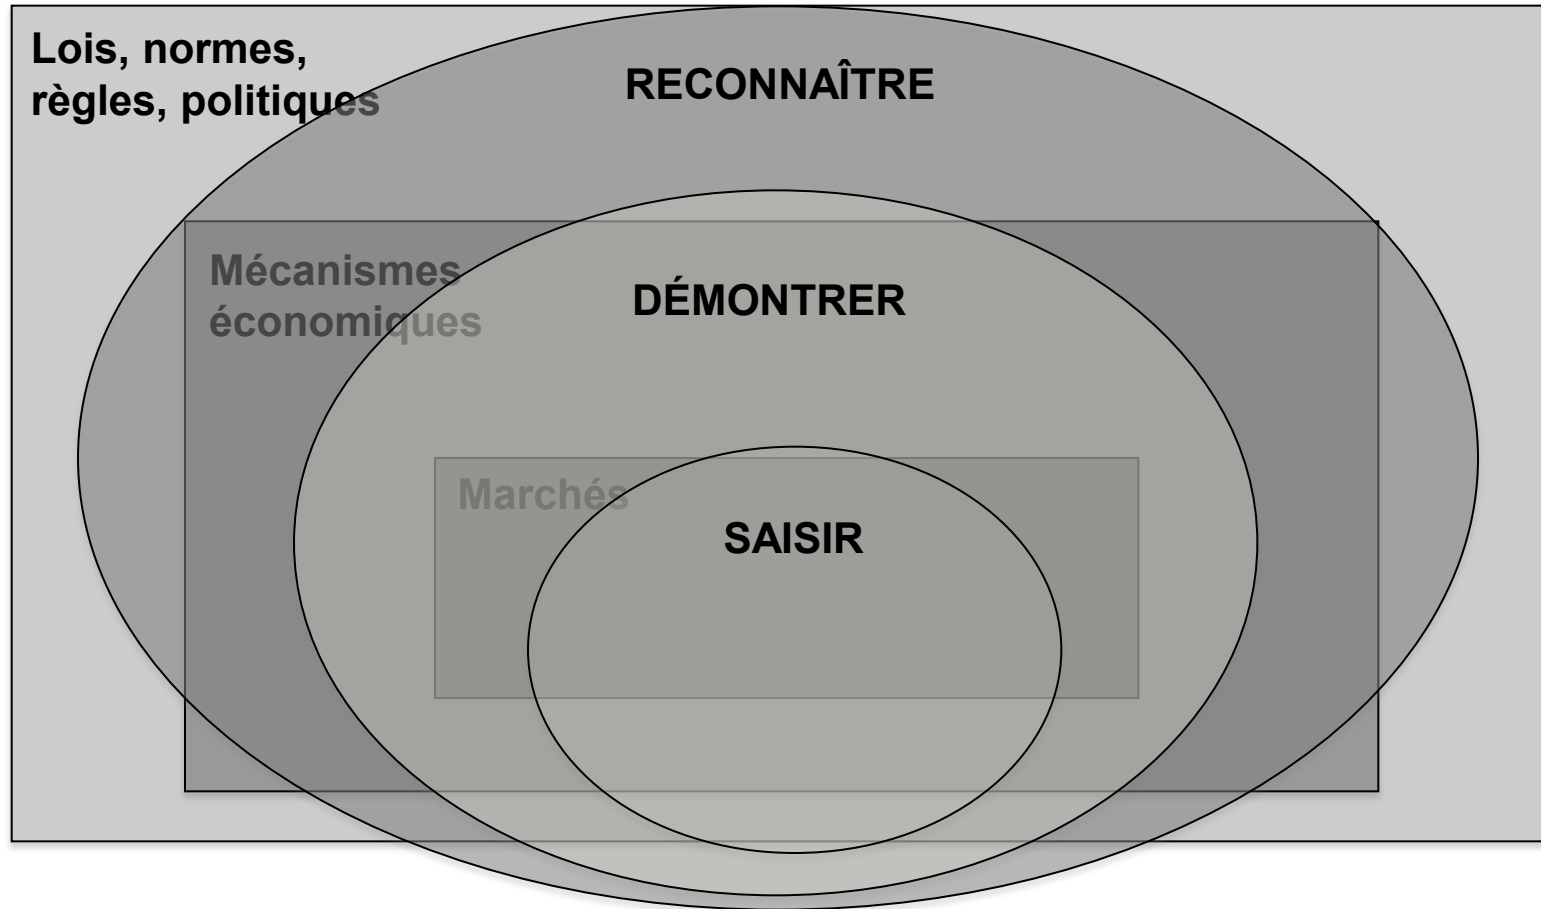 Lois, normes,
règles, politiques
RECONNAÎTRE
Mécanismes
économiques
DÉMONTRER
Marchés
SAISIR